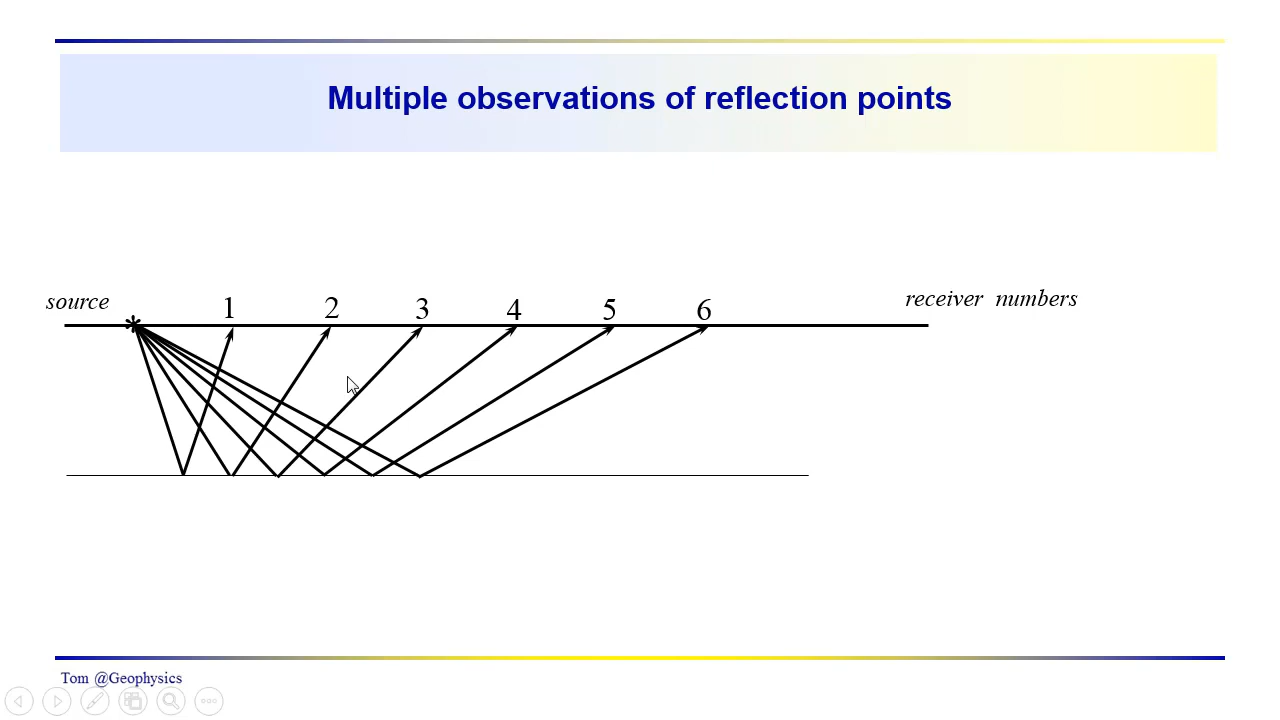 Multiple observations of reflection points
source 1 2 3 4 5 6 receiver numbers
*
Tom @Geophysics